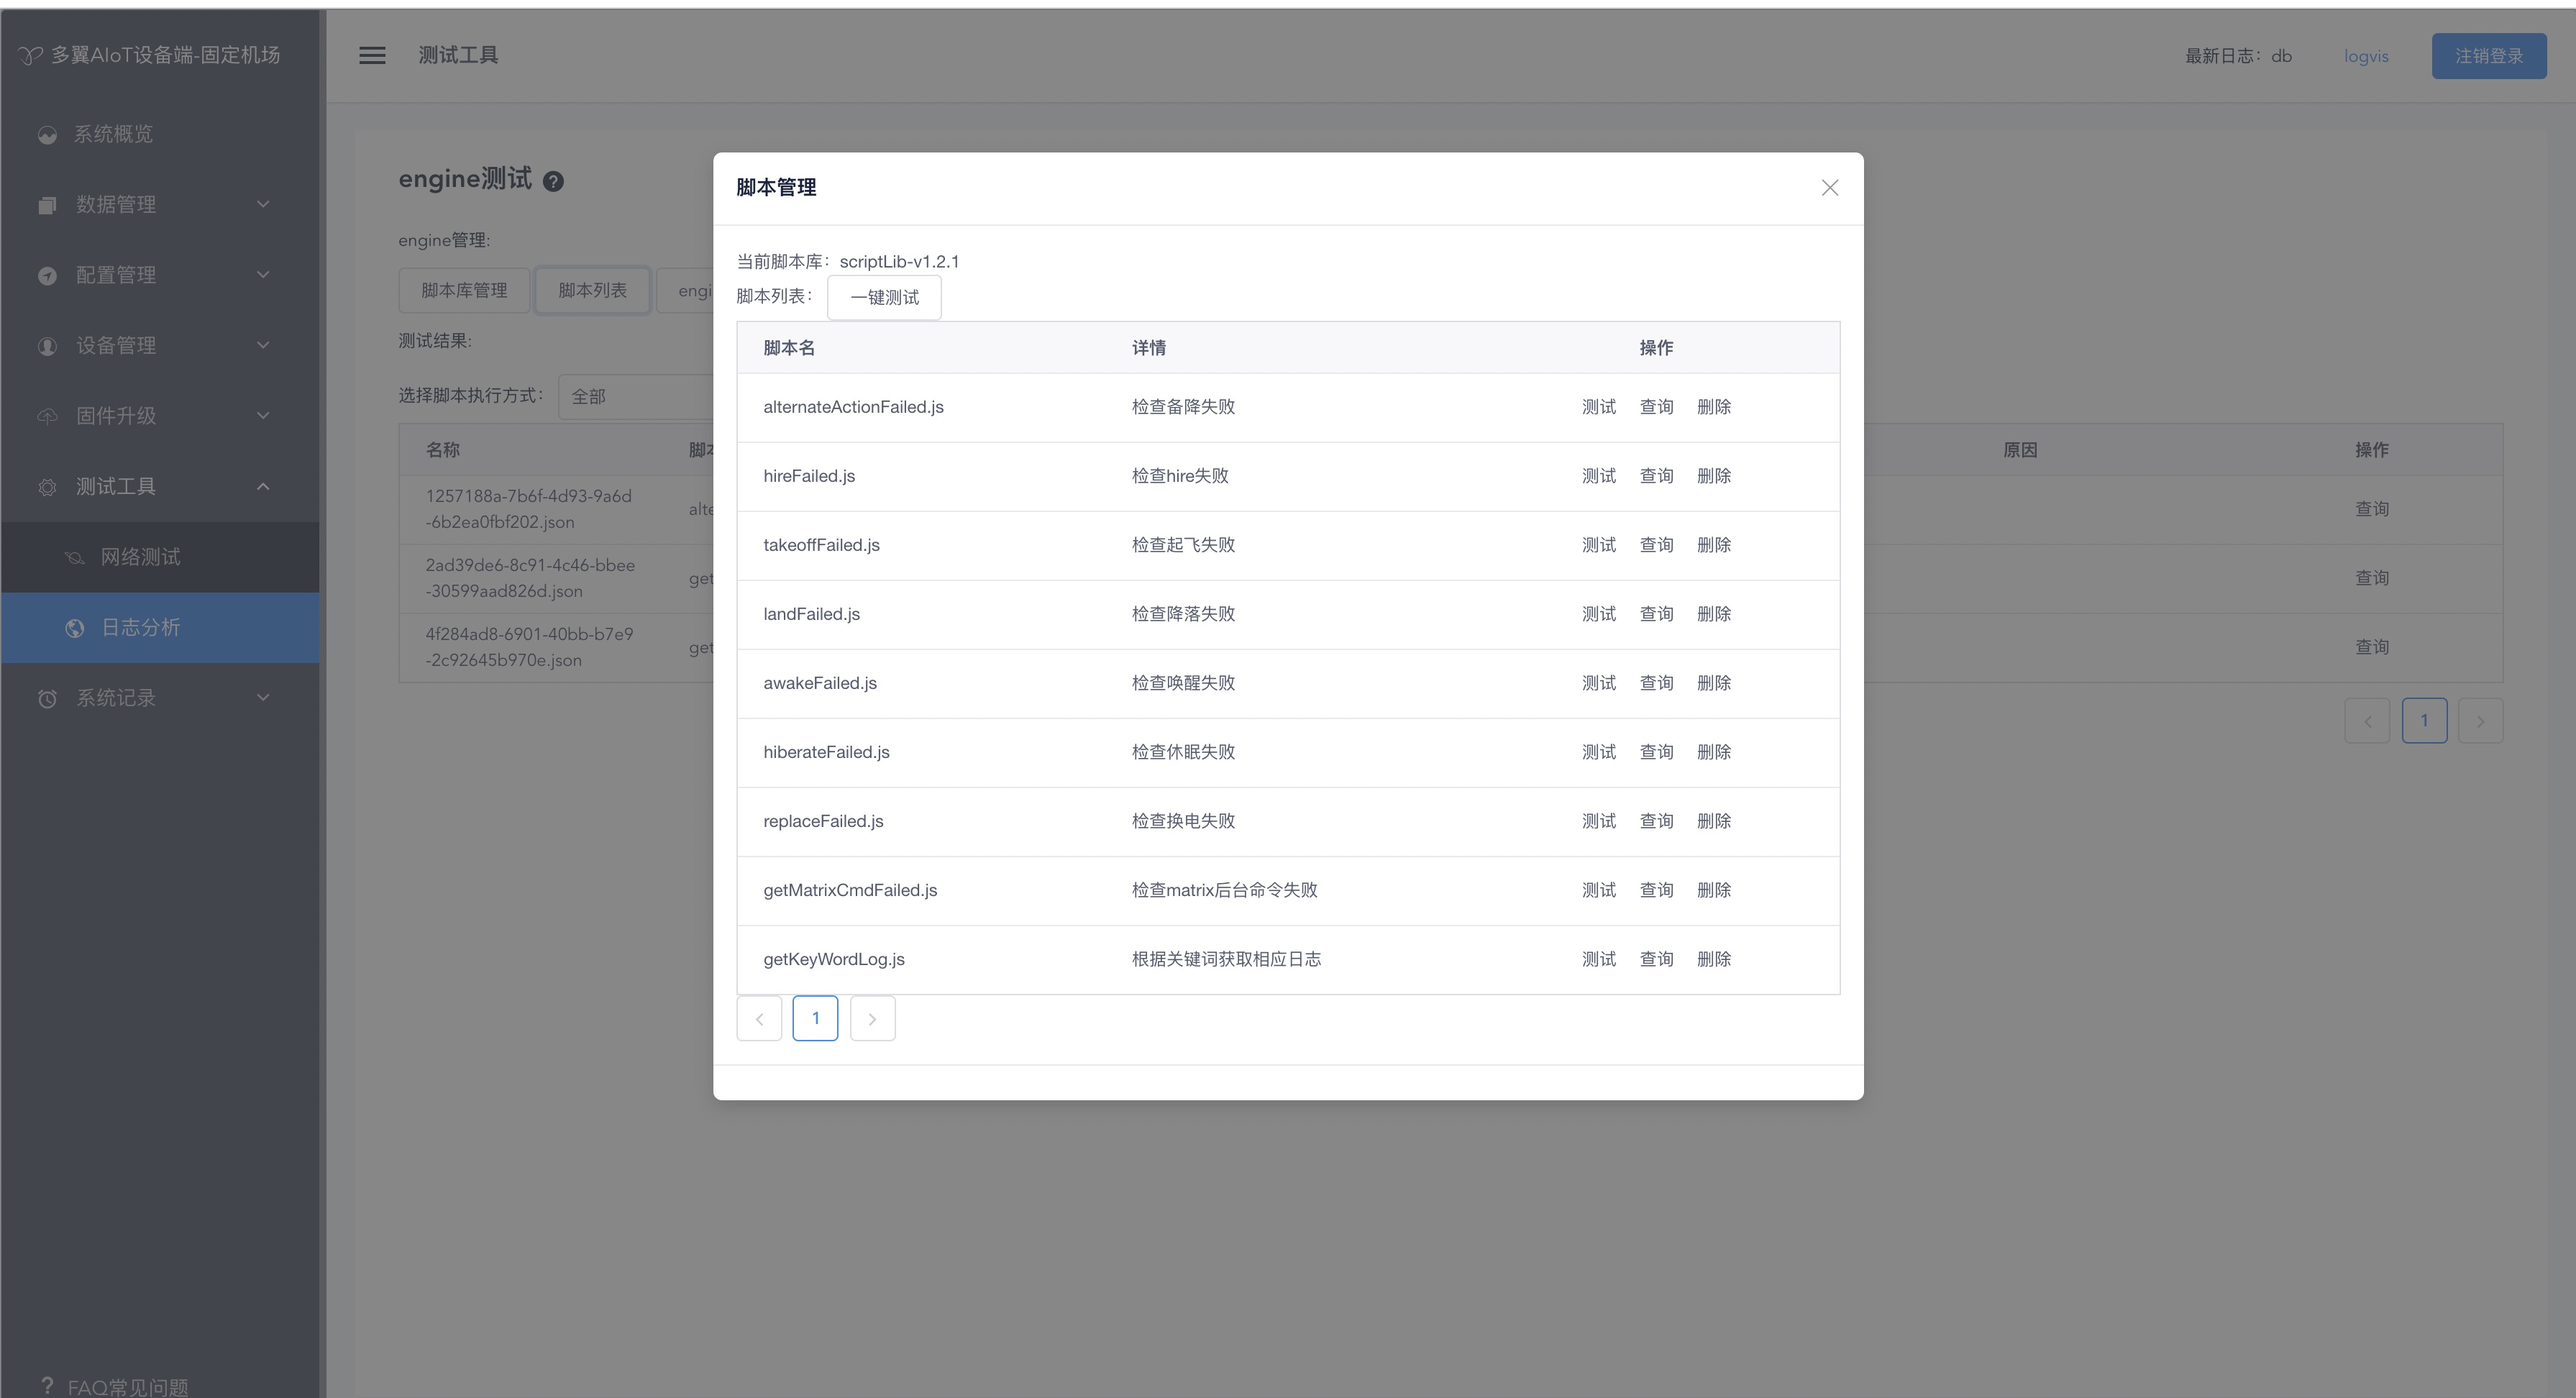 多翼AIoT设备端-固定机场
系统概览
数据管理
配置管理
设备管理
固件升级
测试工具
网络测试
日志分析
系统记录
? FAQ常见问题
测试工具
最新日志：db logvis 注销登录
engine测试 ?
engine管理:
脚本库管理 脚本列表 engi
测试结果:
选择脚本执行方式： 全部
名称 脚本 原因 操作
1257188a-7b6f-4d93-9a6d
-6b2ea0fbf202.json
alte 查询
2ad39de6-8c91-4c46-bbee
-30599aad826d.json
get 查询
4f284ad8-6901-40bb-b7e9
-2c92645b970e.json
get 查询
1
脚本管理
当前脚本库：scriptLib-v1.2.1
脚本列表： 一键测试
脚本名 详情 操作
alternateActionFailed.js 检查备降失败 测试 查询 删除
hireFailed.js 检查hire失败 测试 查询 删除
takeoffFailed.js 检查起飞失败 测试 查询 删除
landFailed.js 检查降落失败 测试 查询 删除
awakeFailed.js 检查唤醒失败 测试 查询 删除
hiberateFailed.js 检查休眠失败 测试 查询 删除
replaceFailed.js 检查换电失败 测试 查询 删除
getMatrixCmdFailed.js 检查matrix后台命令失败 测试 查询 删除
getKeyWordLog.js 根据关键词获取相应日志 测试 查询 删除
1